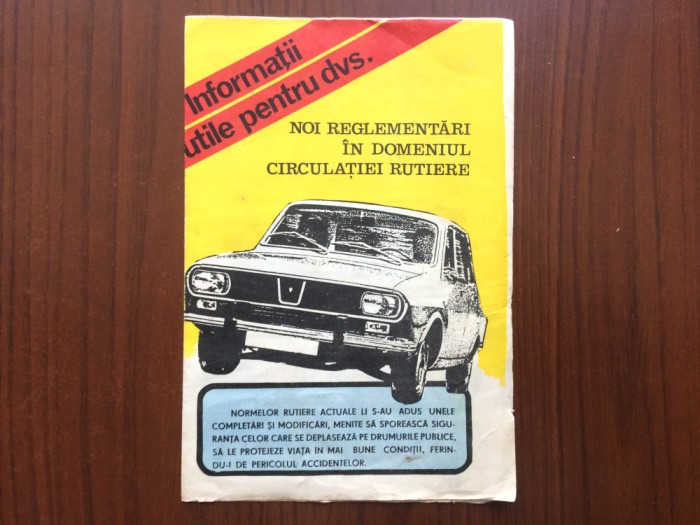 Informații
utile pentru dvs.
NOI REGLEMENTĂRI
ÎN DOMENIUL
CIRCULAȚIEI RUTIERE
NORMELOR RUTIERE ACTUALE LI S-AU ADUS UNELE
COMPLETĂRI ȘI MODIFICĂRI, MENITE SĂ SPOREASCĂ SIGU-
RANȚA CELOR CARE SE DEPLASEAZĂ PE DRUMURILE PUBLICE,
SĂ LE PROTEJEZE VIAȚA ÎN MAI BUNE CONDIȚII, FERIN-
DU-I DE PERICOLUL ACCIDENTELOR.